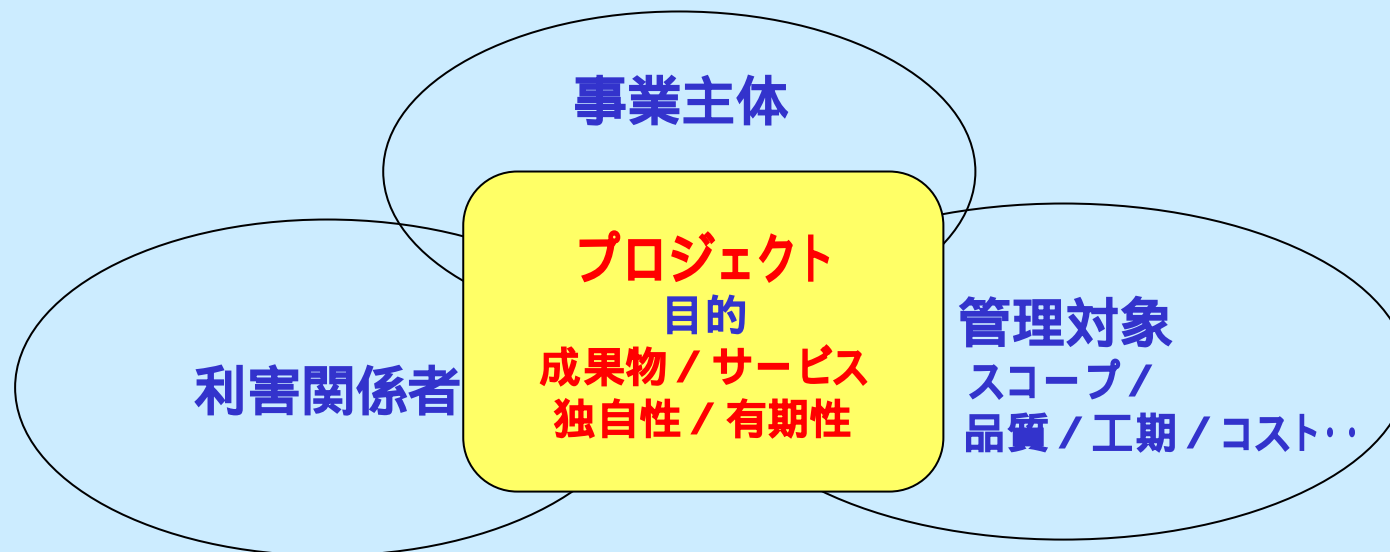 事業主体
プロジェクト
目的
成果物 / サービス
独自性 / 有期性
利害関係者
管理対象
スコープ /
品質 / 工期 / コスト‥